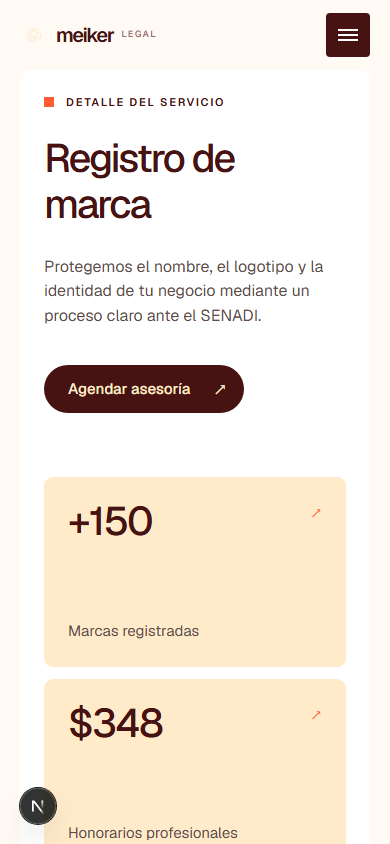 meiker LEGAL
DETALLE DEL SERVICIO
Registro de
marca
Protegemos el nombre, el logotipo y la
identidad de tu negocio mediante un
proceso claro ante el SENADI.
Agendar asesoría ↗
+150 ↗
Marcas registradas
$348 ↗
N
Honorarios profesionales